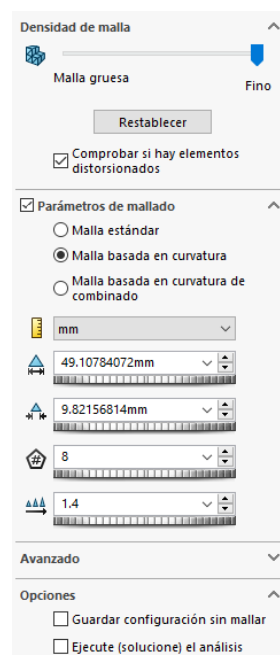 Densidad de malla
Malla gruesa
Fino
Restablecer
Comprobar si hay elementos
distorsionados
Parámetros de mallado
Malla estándar
Malla basada en curvatura
Malla basada en curvatura de
combinado
mm
49.10784072mm
9.82156814mm
#
8
1.4
Avanzado
Opciones
Guardar configuración sin mallar
Ejecute (solucione) el análisis